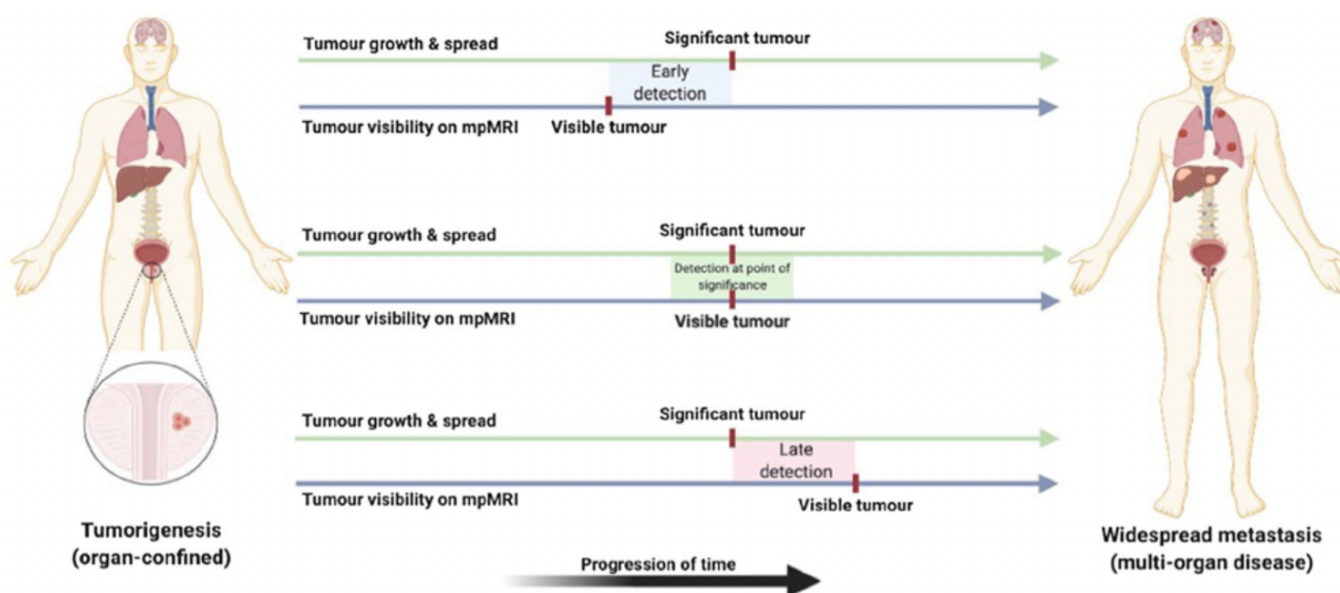 Tumour growth & spread
Significant tumour
Early
detection
Tumour visibility on mpMRI
Visible tumour
Tumour growth & spread
Significant tumour
Detection at point of
significance
Tumour visibility on mpMRI
Visible tumour
Tumour growth & spread
Significant tumour
Late
detection
Tumour visibility on mpMRI
Visible tumour
Tumorigenesis
(organ-confined)
Widespread metastasis
(multi-organ disease)
Progression of time